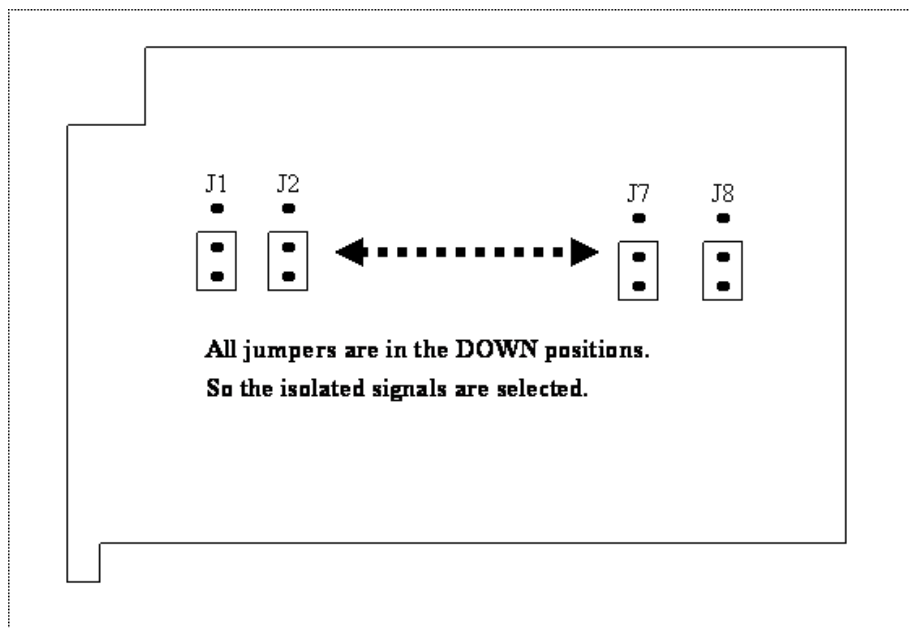 J1 J2 J7 J8
All jumpers are in the DOWN positions.
So the isolated signals are selected.